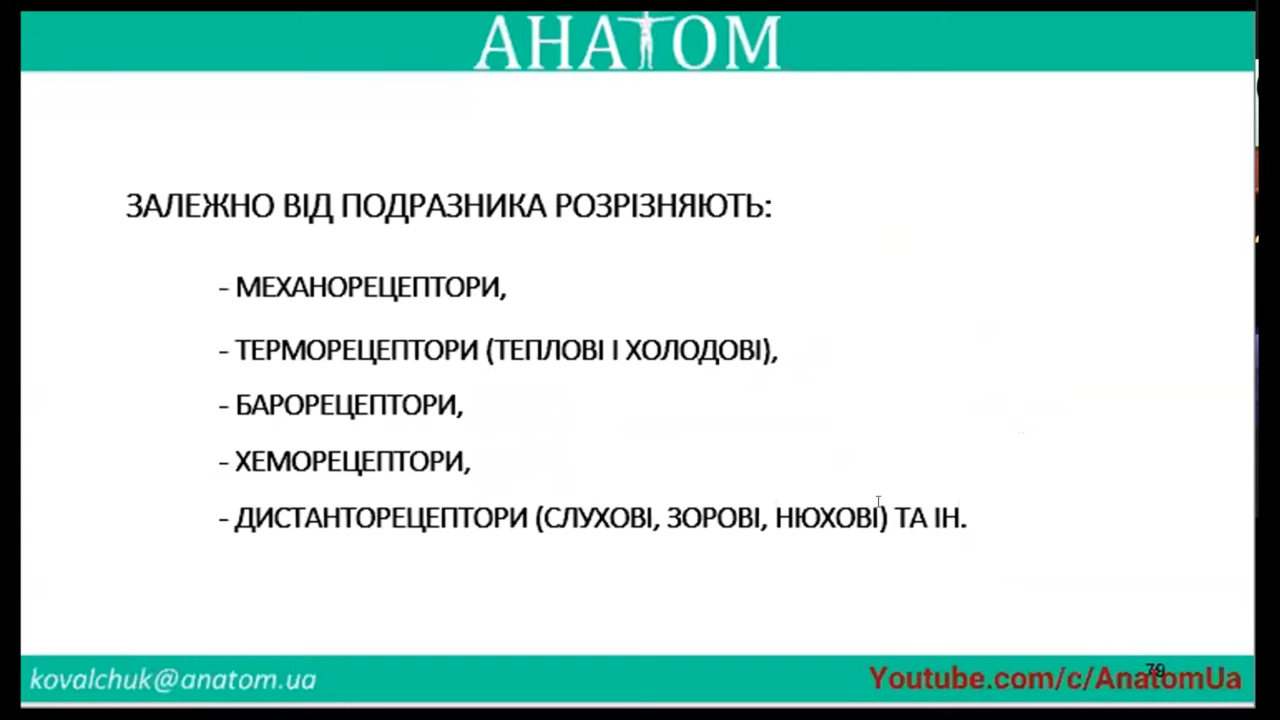 АНАТОМ
ЗАЛЕЖНО ВІД ПОДРАЗНИКА РОЗРІЗНЯЮТЬ:
- МЕХАНОРЕЦЕПТОРИ,
- ТЕРМОРЕЦЕПТОРИ (ТЕПЛОВІ І ХОЛОДОВІ),
- БАРОРЕЦЕПТОРИ,
- ХЕМОРЕЦЕПТОРИ,
- ДИСТАНТОРЕЦЕПТОРИ (СЛУХОВІ, ЗОРОВІ, НЮХОВІ) ТА ІН.
kovalchuk@anatom.ua
Youtube.com/c/AnatomUa
79